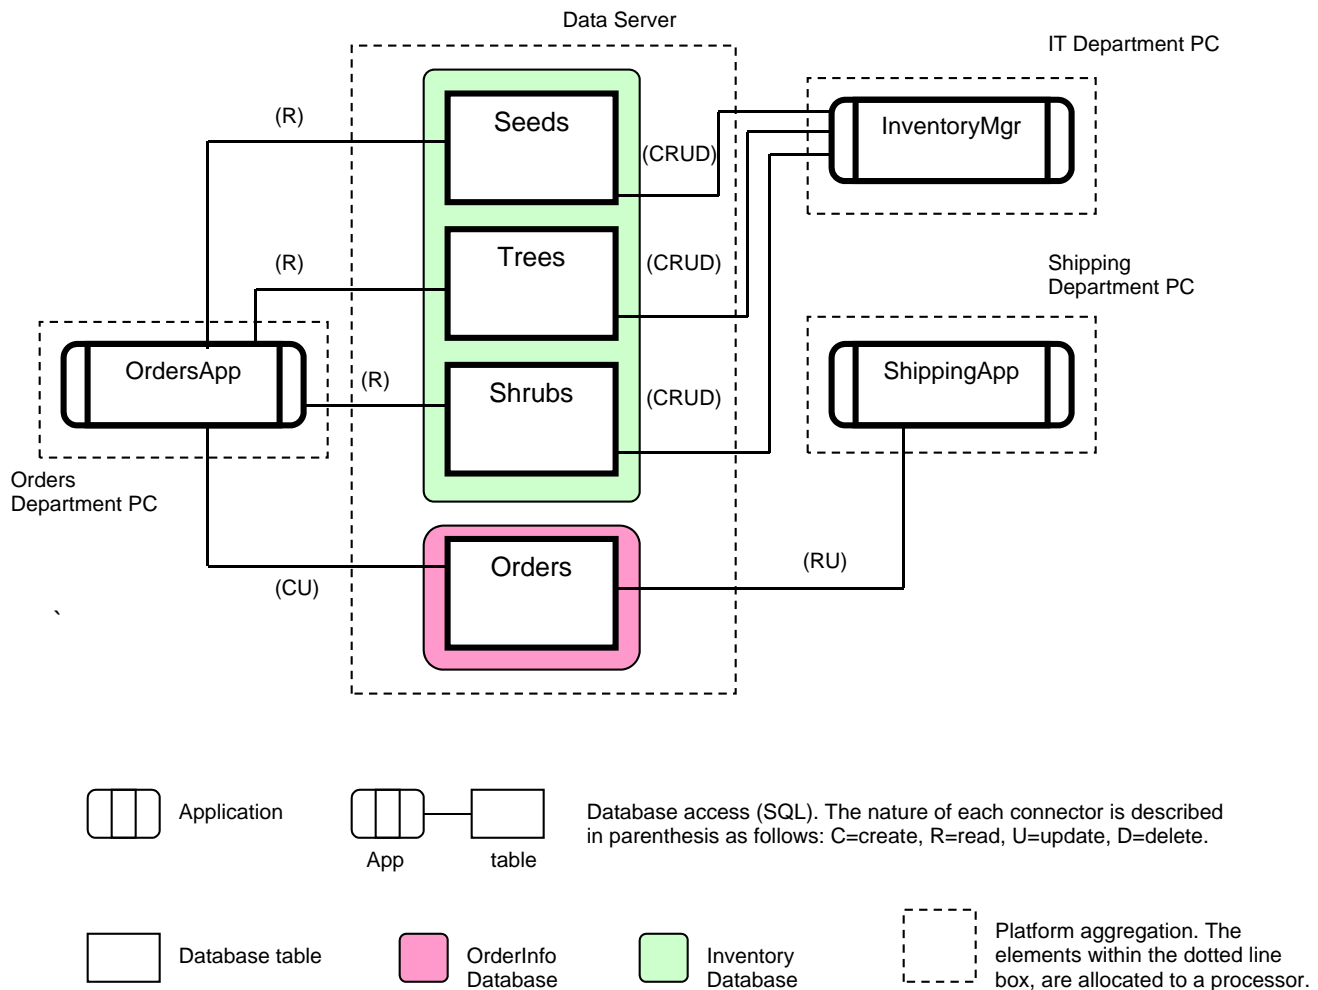 Data Server
IT Department PC
(R)
Seeds
(CRUD)
InventoryMgr
(R)
Trees
(CRUD)
Shipping
Department PC
OrdersApp
(R)
Shrubs
(CRUD)
ShippingApp
Orders
Department PC
(CU)
Orders
(RU)
`
Application
App
table
Database access (SQL). The nature of each connector is described
in parenthesis as follows: C=create, R=read, U=update, D=delete.
Database table
OrderInfo
Database
Inventory
Database
Platform aggregation. The
elements within the dotted line
box, are allocated to a processor.